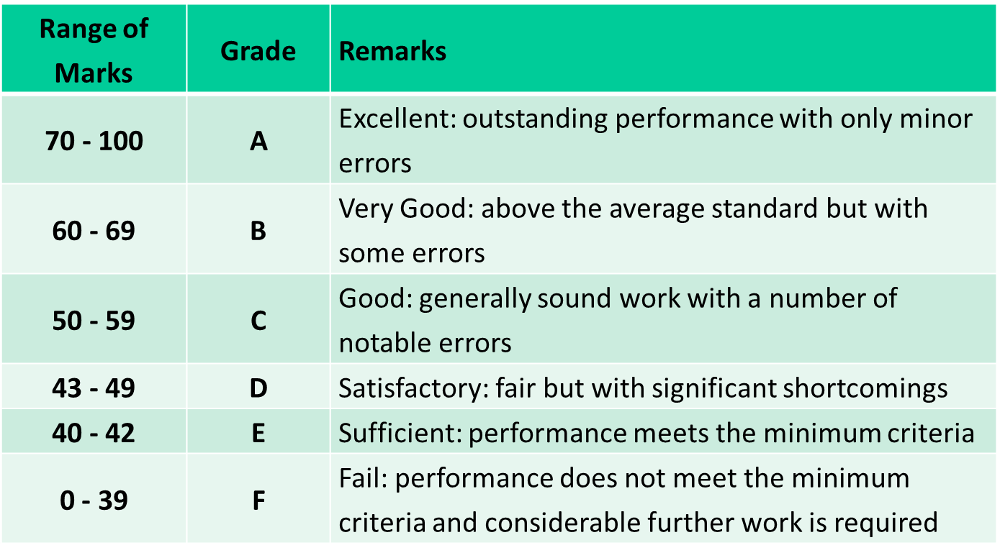 Range of
Marks
Grade
Remarks
70 - 100
A
Excellent: outstanding performance with only minor
errors
60 - 69
B
Very Good: above the average standard but with
some errors
50 - 59
C
Good: generally sound work with a number of
notable errors
43 - 49
D
Satisfactory: fair but with significant shortcomings
40 - 42
E
Sufficient: performance meets the minimum criteria
0 - 39
F
Fail: performance does not meet the minimum
criteria and considerable further work is required